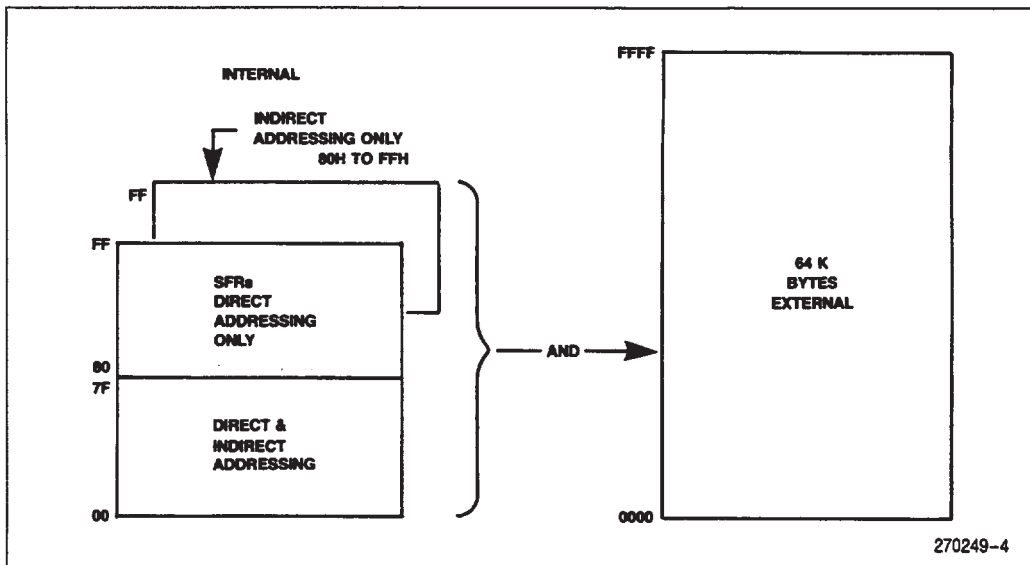 INTERNAL
INDIRECT
ADDRESSING ONLY
80H TO FFH
FF
FF
SFRs
DIRECT
ADDRESSING
ONLY
80
7F
DIRECT &
INDIRECT
ADDRESSING
00
AND
FFFF
64 K
BYTES
EXTERNAL
0000
270249-4